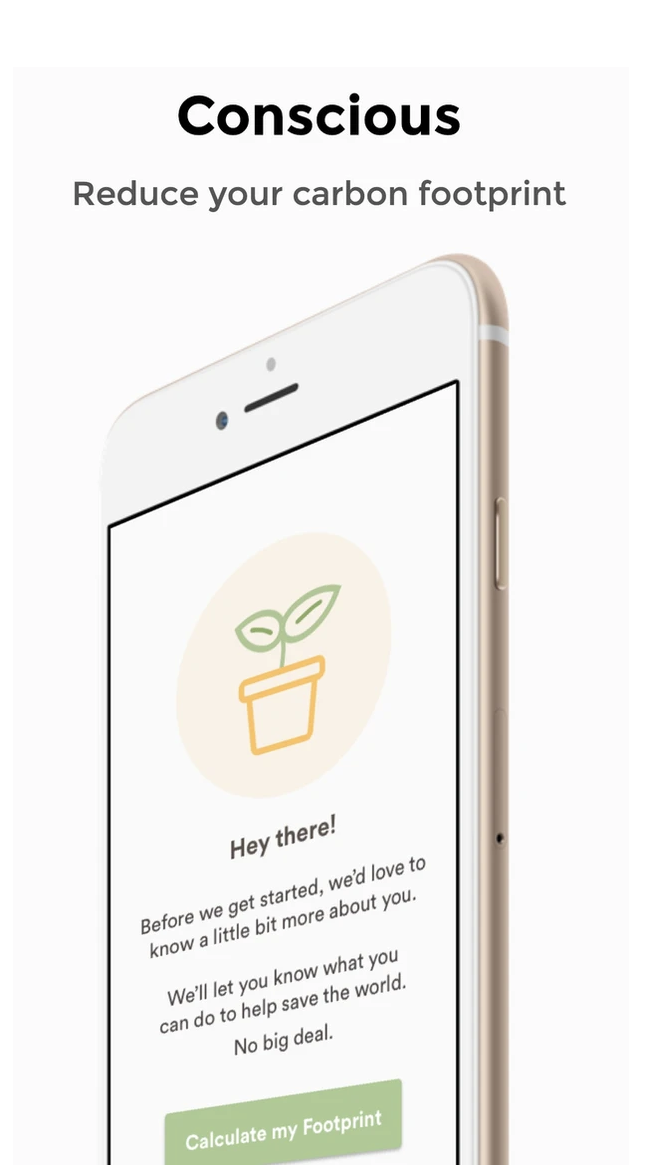 Conscious
Reduce your carbon footprint
Hey there!
Before we get started, we'd love to
know a little bit more about you.
We'll let you know what you
can do to help save the world.
No big deal.
Calculate my Footprint